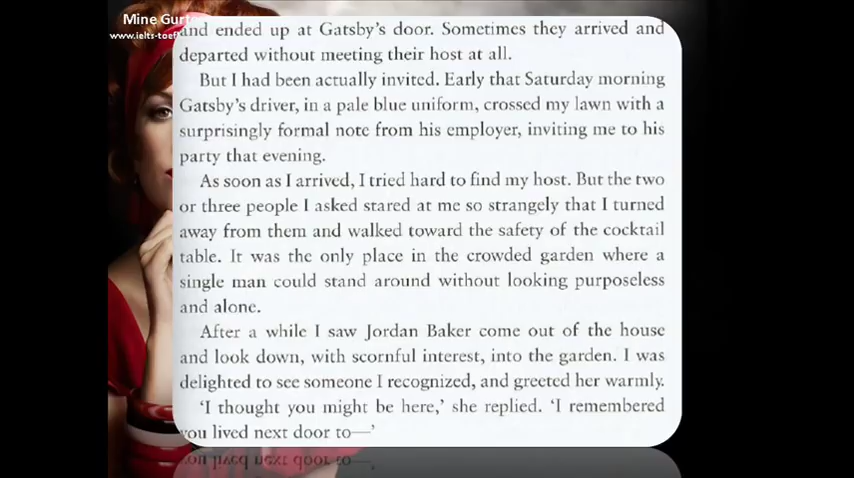 Mine Gurte
www.ielts-toefl
and ended up at Gatsby's door. Sometimes they arrived and
departed without meeting their host at all.
But I had been actually invited. Early that Saturday morning
Gatsby's driver, in a pale blue uniform, crossed my lawn with a
surprisingly formal note from his employer, inviting me to his
party that evening.
As soon as I arrived, I tried hard to find my host. But the two
or three people I asked stared at me so strangely that I turned
away from them and walked toward the safety of the cocktail
table. It was the only place in the crowded garden where a
single man could stand around without looking purposeless
and alone.
After a while I saw Jordan Baker come out of the house
and look down, with scornful interest, into the garden. I was
delighted to see someone I recognized, and greeted her warmly.
'I thought you might be here,' she replied. 'I remembered
you lived next door to—'